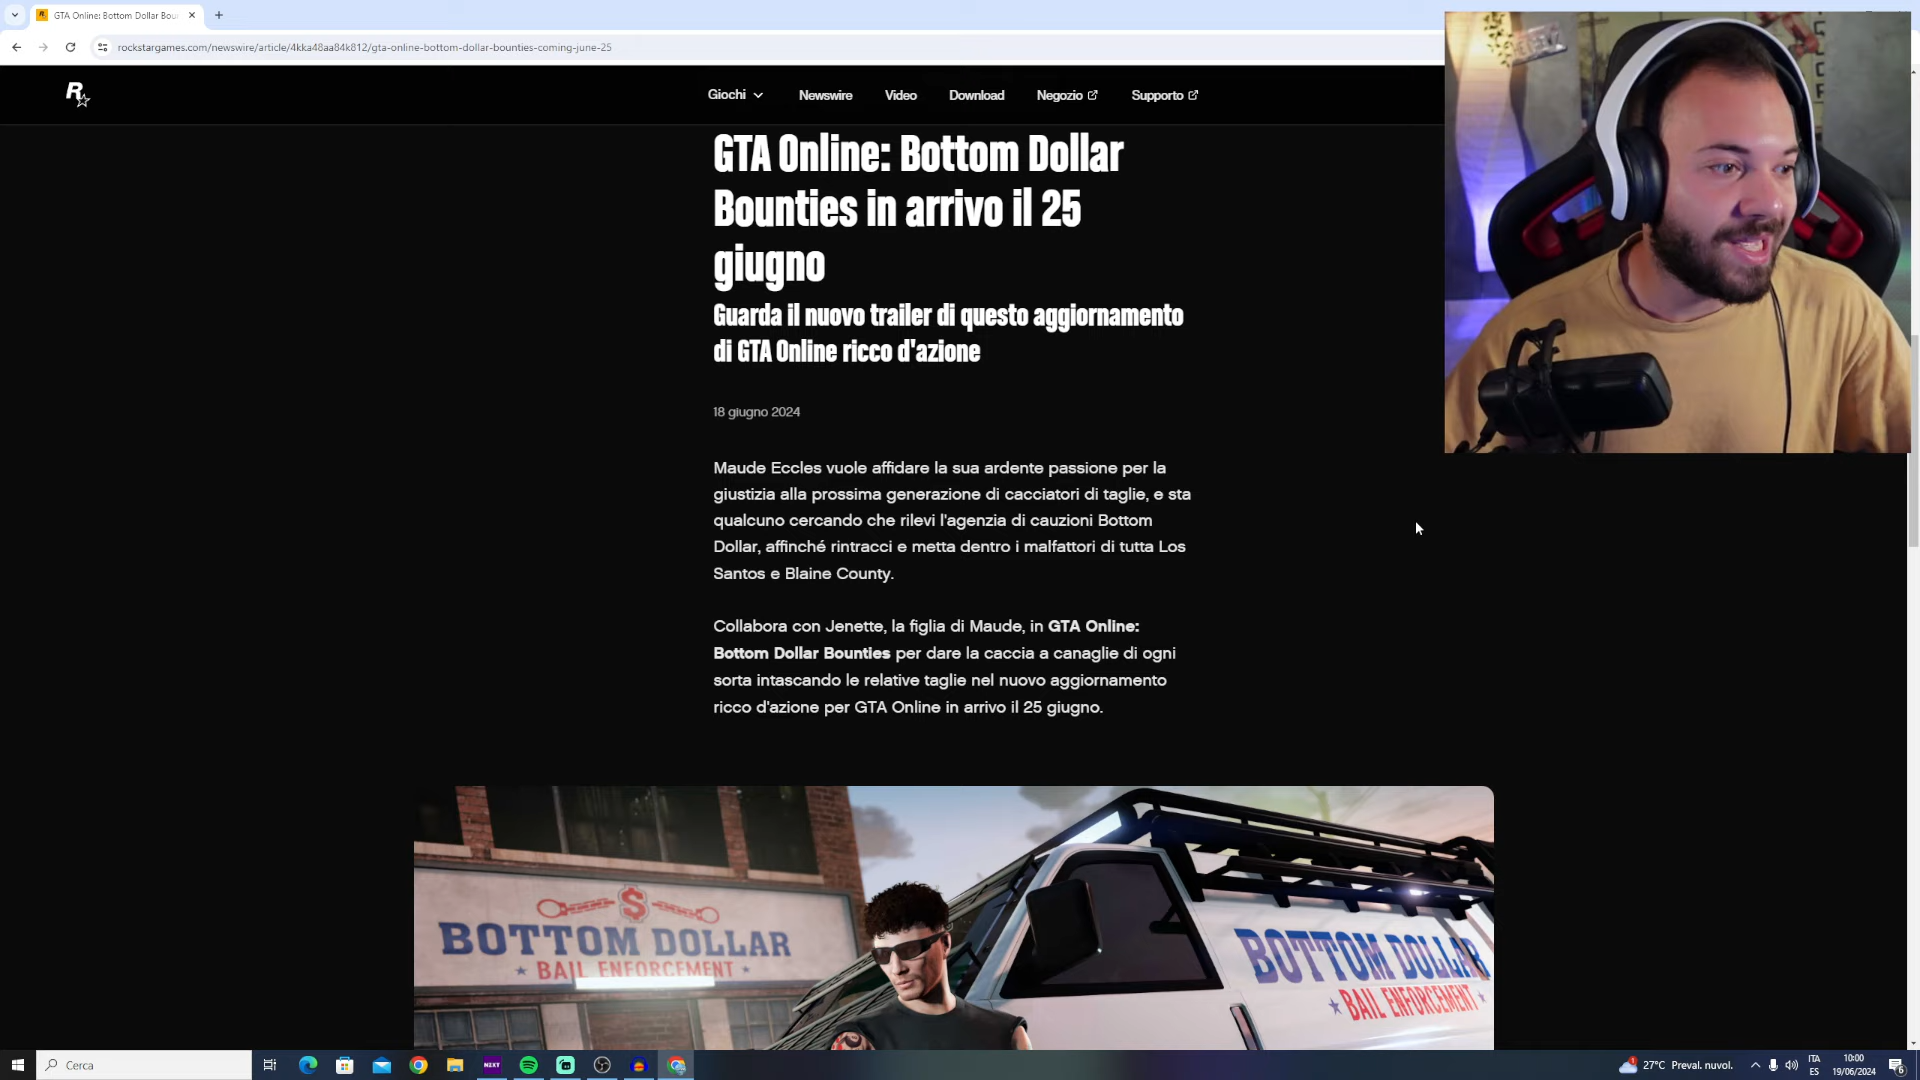 GTA Online: Bottom Dollar Bou
rockstargames.com/newswire/article/4kka48aa84k812/gta-online-bottom-dollar-bounties-coming-june-25
R
Giochi
Newswire
Video
Download
Negozio
Supporto
GTA Online: Bottom Dollar
Bounties in arrivo il 25
giugno
Guarda il nuovo trailer di questo aggiornamento
di GTA Online ricco d'azione
18 giugno 2024
Maude Eccles vuole affidare la sua ardente passione per la
giustizia alla prossima generazione di cacciatori di taglie, e sta
qualcuno cercando che rilevi l'agenzia di cauzioni Bottom
Dollar, affinché rintracci e metta dentro i malfattori di tutta Los
Santos e Blaine County.
Collabora con Jenette, la figlia di Maude, in GTA Online:
Bottom Dollar Bounties per dare la caccia a canaglie di ogni
sorta intascando le relative taglie nel nuovo aggiornamento
ricco d'azione per GTA Online in arrivo il 25 giugno.
$
BOTTOM DOLLAR
BAIL ENFORCEMENT
BOTTOM DOLLAR
BAIL ENFORCEMENT
Cerca
NEXT
1
27°C Preval. nuvol.
ITA
ES
10:00
19/06/2024
6